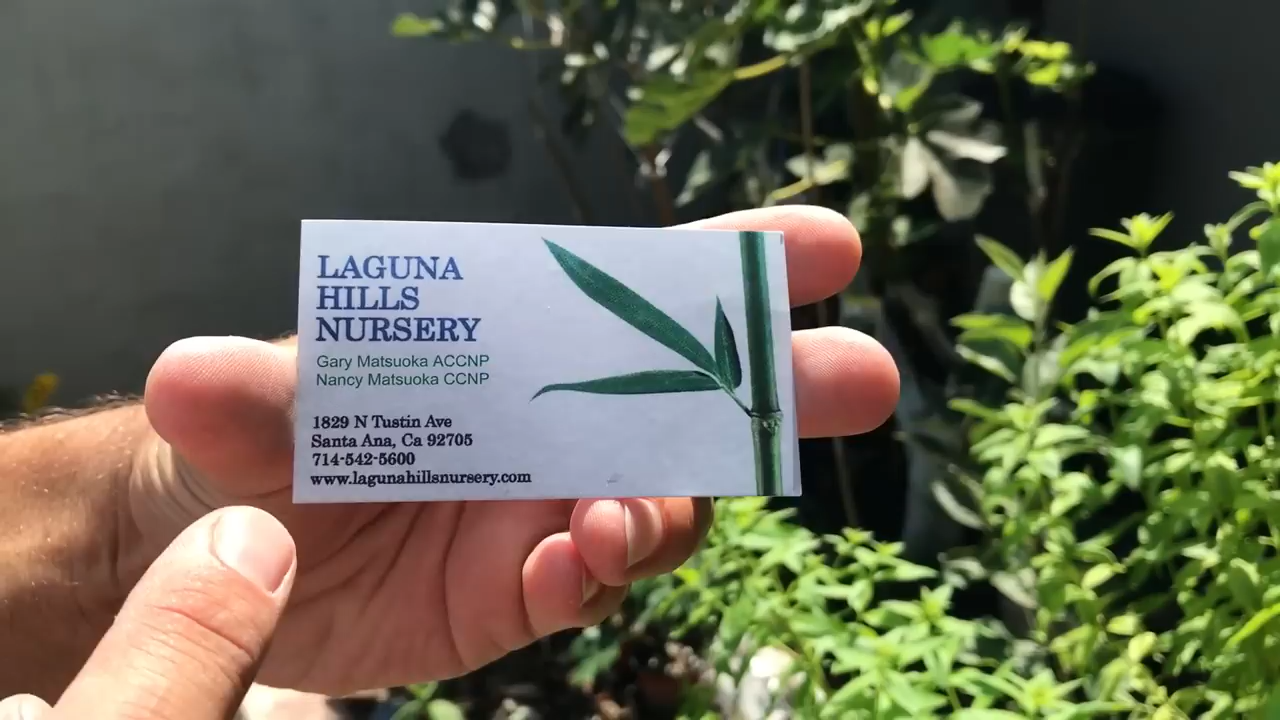 LAGUNA
HILLS
NURSERY
Gary Matsuoka ACCNP
Nancy Matsuoka CCNP
1829 N Tustin Ave
Santa Ana, Ca 92705
714-542-5600
www.lagunahillsnursery.com